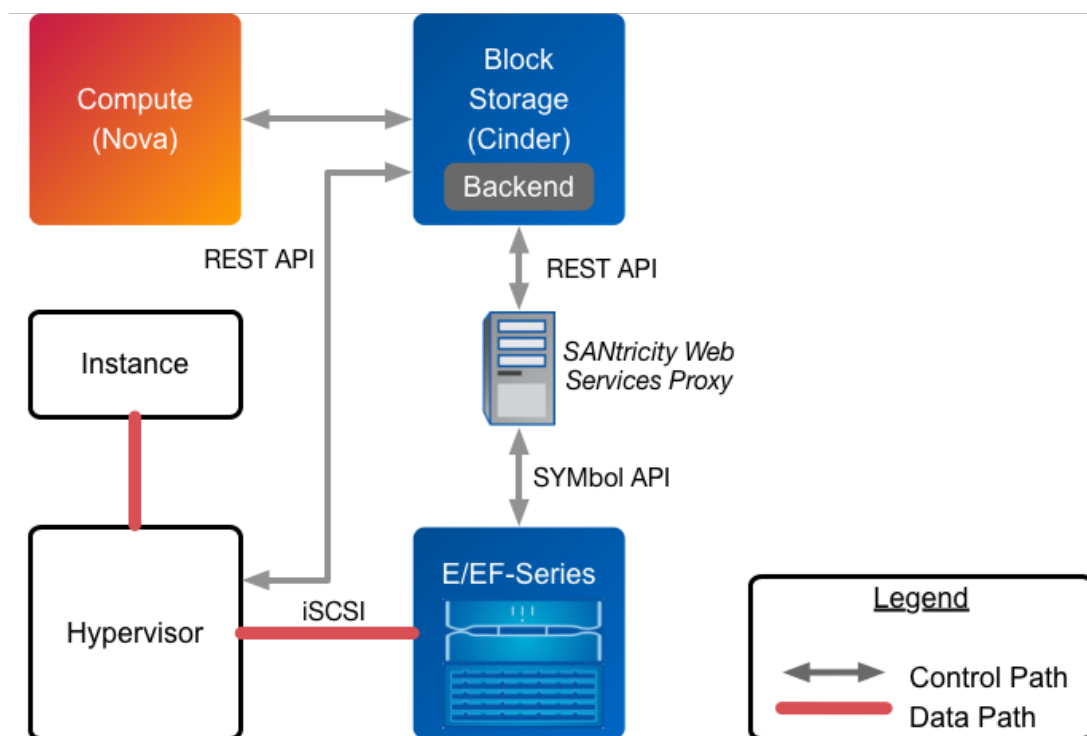 Compute
(Nova)
Block
Storage
(Cinder)
Backend
REST API
REST API
Instance
SANtricity Web
Services Proxy
SYMbol API
E/EF-Series
iSCSI
Hypervisor
Legend
Control Path
Data Path